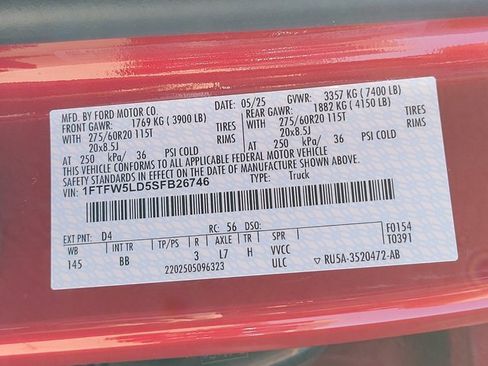 MFD. BY FORD MOTOR CO.
05/25 GVWR: 3357 KG (7400 LB)
FRONT GAWR: 1769 KG (3900 LB) REAR GAWR: 1882 KG (4150 LB)
WITH 275/60R20 115T TIRES WITH 275/60R20 115T TIRES
20x8.5J RIMS 20x8.5J RIMS
AT 250 kPa/ 36 PSI COLD AT 250 kPa/ 36 PSI COLD
THIS VEHICLE CONFORMS TO ALL APPLICABLE FEDERAL MOTOR VEHICLE
SAFETY STANDARDS IN EFFECT ON THE DATE OF MANUFACTURE SHOWN ABOVE.
VIN: 1FTFW5LD5SFB26746 TYPE: Truck
EXT PNT: D4 RC: 56 DSO: F0154
WB INT TR TP/PS R AXLE TR SPR T0391
145 BB 3 L7 H VVCC
2202505096323 ULC ▽ RU5A-3520472-AB